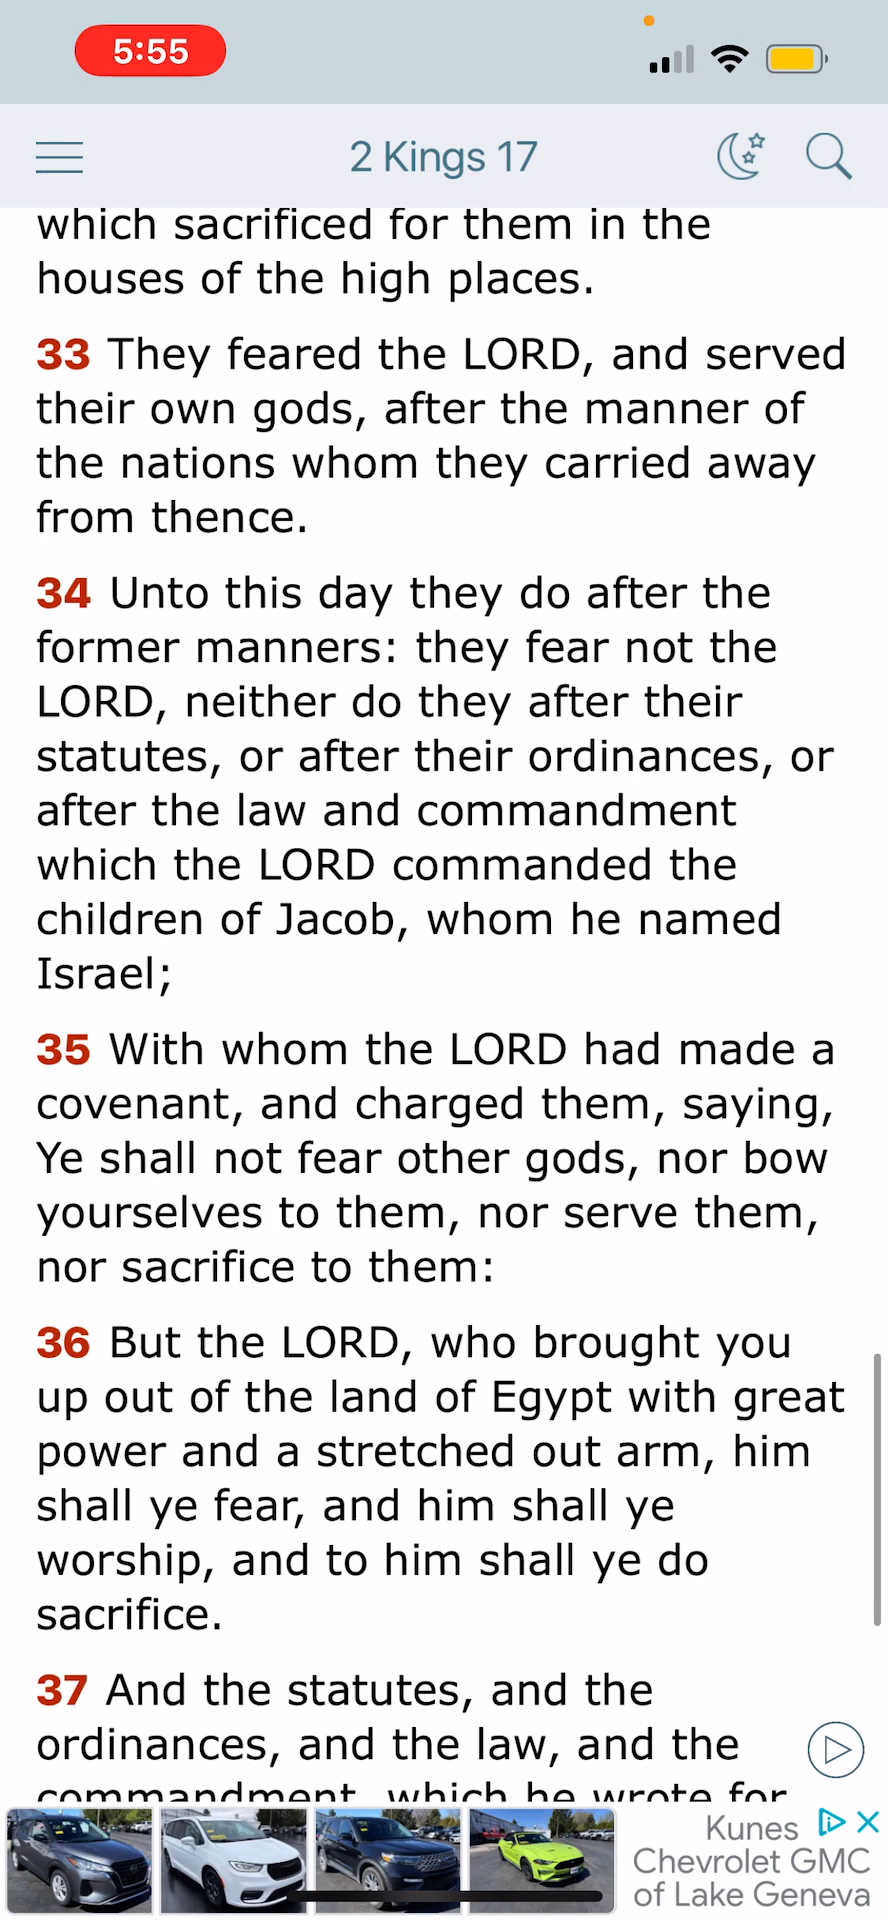 5:55
2 Kings 17
which sacrificed for them in the
houses of the high places.
33 They feared the LORD, and served
their own gods, after the manner of
the nations whom they carried away
from thence.
34 Unto this day they do after the
former manners: they fear not the
LORD, neither do they after their
statutes, or after their ordinances, or
after the law and commandment
which the LORD commanded the
children of Jacob, whom he named
Israel;
35 With whom the LORD had made a
covenant, and charged them, saying,
Ye shall not fear other gods, nor bow
yourselves to them, nor serve them,
nor sacrifice to them:
36 But the LORD, who brought you
up out of the land of Egypt with great
power and a stretched out arm, him
shall ye fear, and him shall ye
worship, and to him shall ye do
sacrifice.
37 And the statutes, and the
ordinances, and the law, and the
commandment, which he wrote for
Kunes
Chevrolet GMC
of Lake Geneva